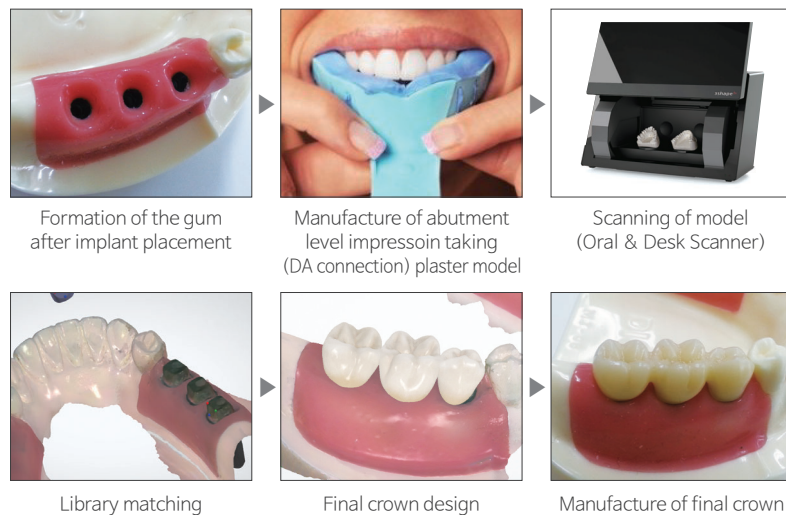 Formation of the gum
after implant placement
Manufacture of abutment
level impressoin taking
(DA connection) plaster model
3shape
Scanning of model
(Oral & Desk Scanner)
Library matching
Final crown design
Manufacture of final crown